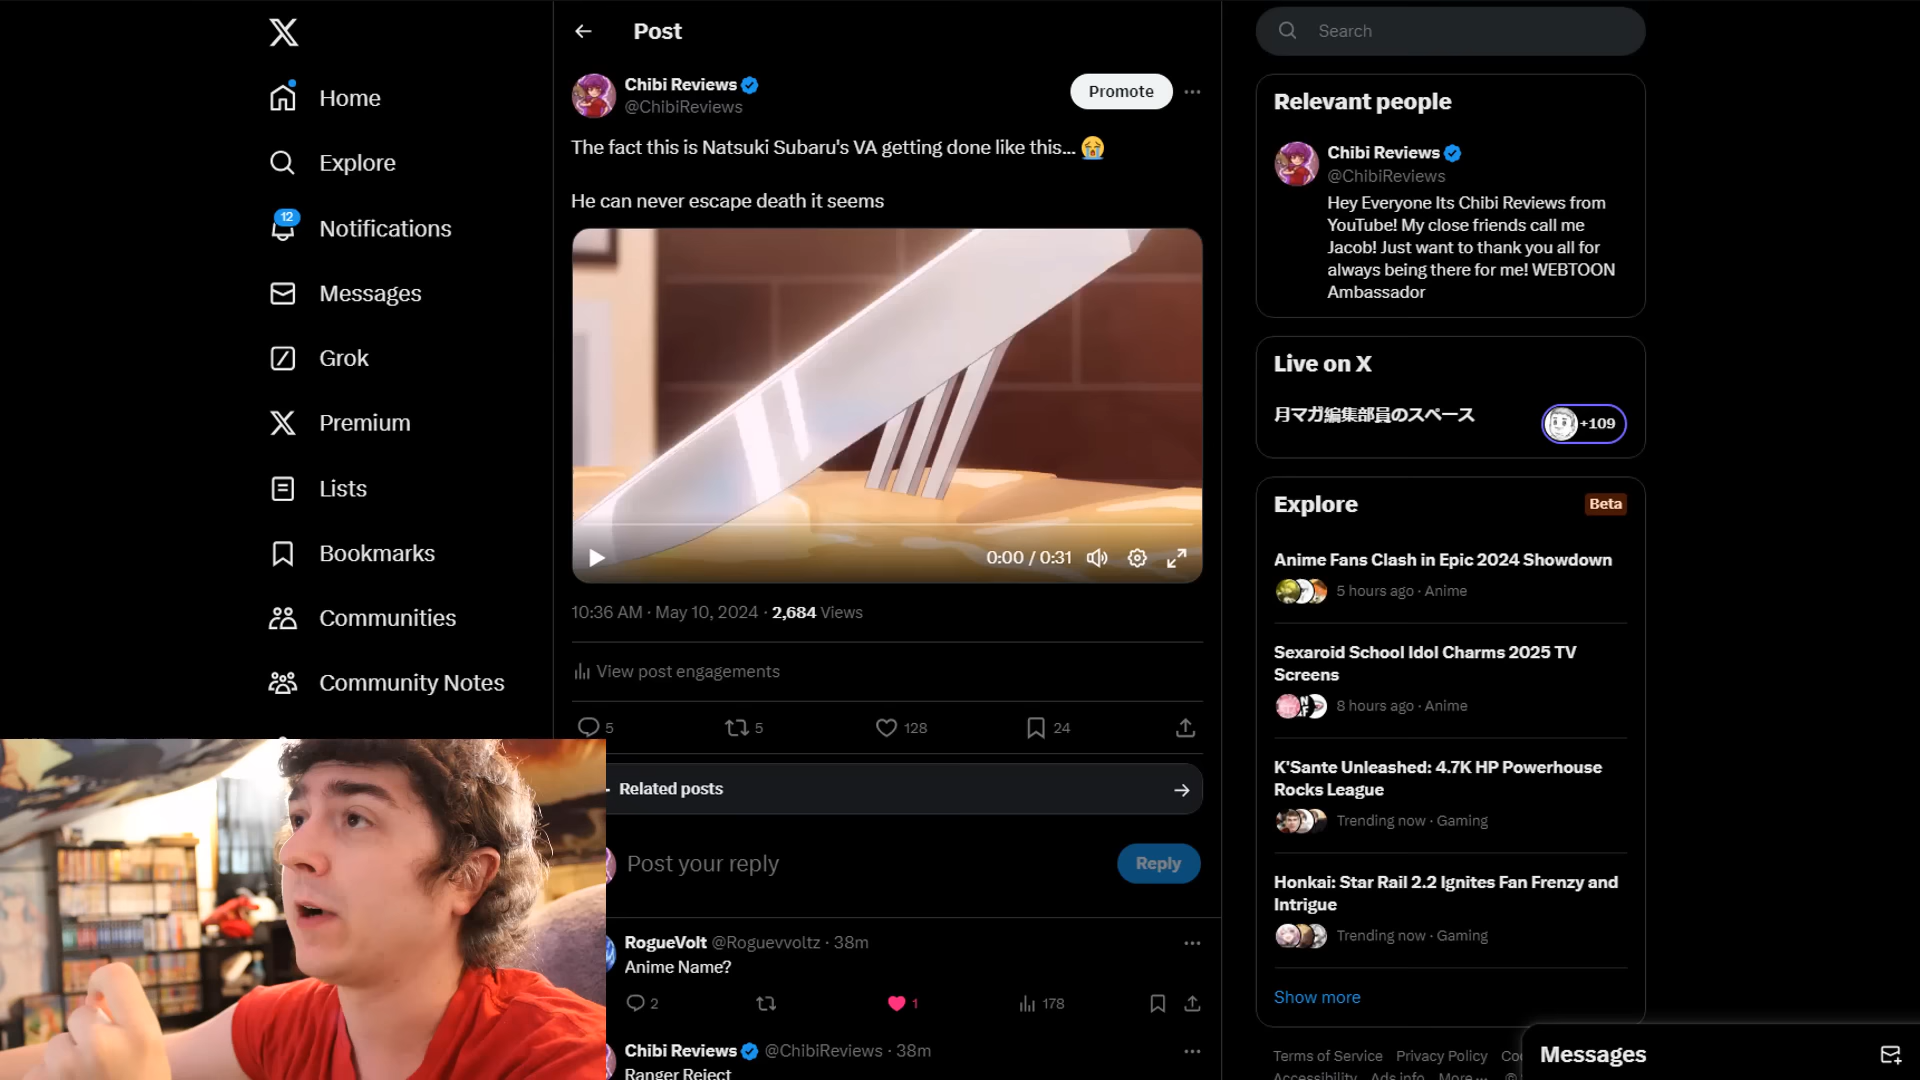 Home
Explore
12
Notifications
Messages
Grok
Premium
Lists
Bookmarks
Communities
Community Notes
Post
Chibi Reviews
@ChibiReviews
Promote
The fact this is Natsuki Subaru's VA getting done like this... 😭
He can never escape death it seems
0:00 / 0:31
10:36 AM · May 10, 2024 · 2,684 Views
View post engagements
5
5
128
24
Related posts
Post your reply
Reply
RogueVolt @Roguevvoltz · 38m
Anime Name?
2
1
178
Chibi Reviews @ChibiReviews · 38m
Ranger Reject
Search
Relevant people
Chibi Reviews
@ChibiReviews
Hey Everyone Its Chibi Reviews from
YouTube! My close friends call me
Jacob! Just want to thank you all for
always being there for me! WEBTOON
Ambassador
Live on X
月マガ編集部員のスペース
+109
Explore
Beta
Anime Fans Clash in Epic 2024 Showdown
5 hours ago · Anime
Sexaroid School Idol Charms 2025 TV
Screens
8 hours ago · Anime
K'Sante Unleashed: 4.7K HP Powerhouse
Rocks League
Trending now · Gaming
Honkai: Star Rail 2.2 Ignites Fan Frenzy and
Intrigue
Trending now · Gaming
Show more
Terms of Service Privacy Policy
Accessibility Ads info More ...
Messages